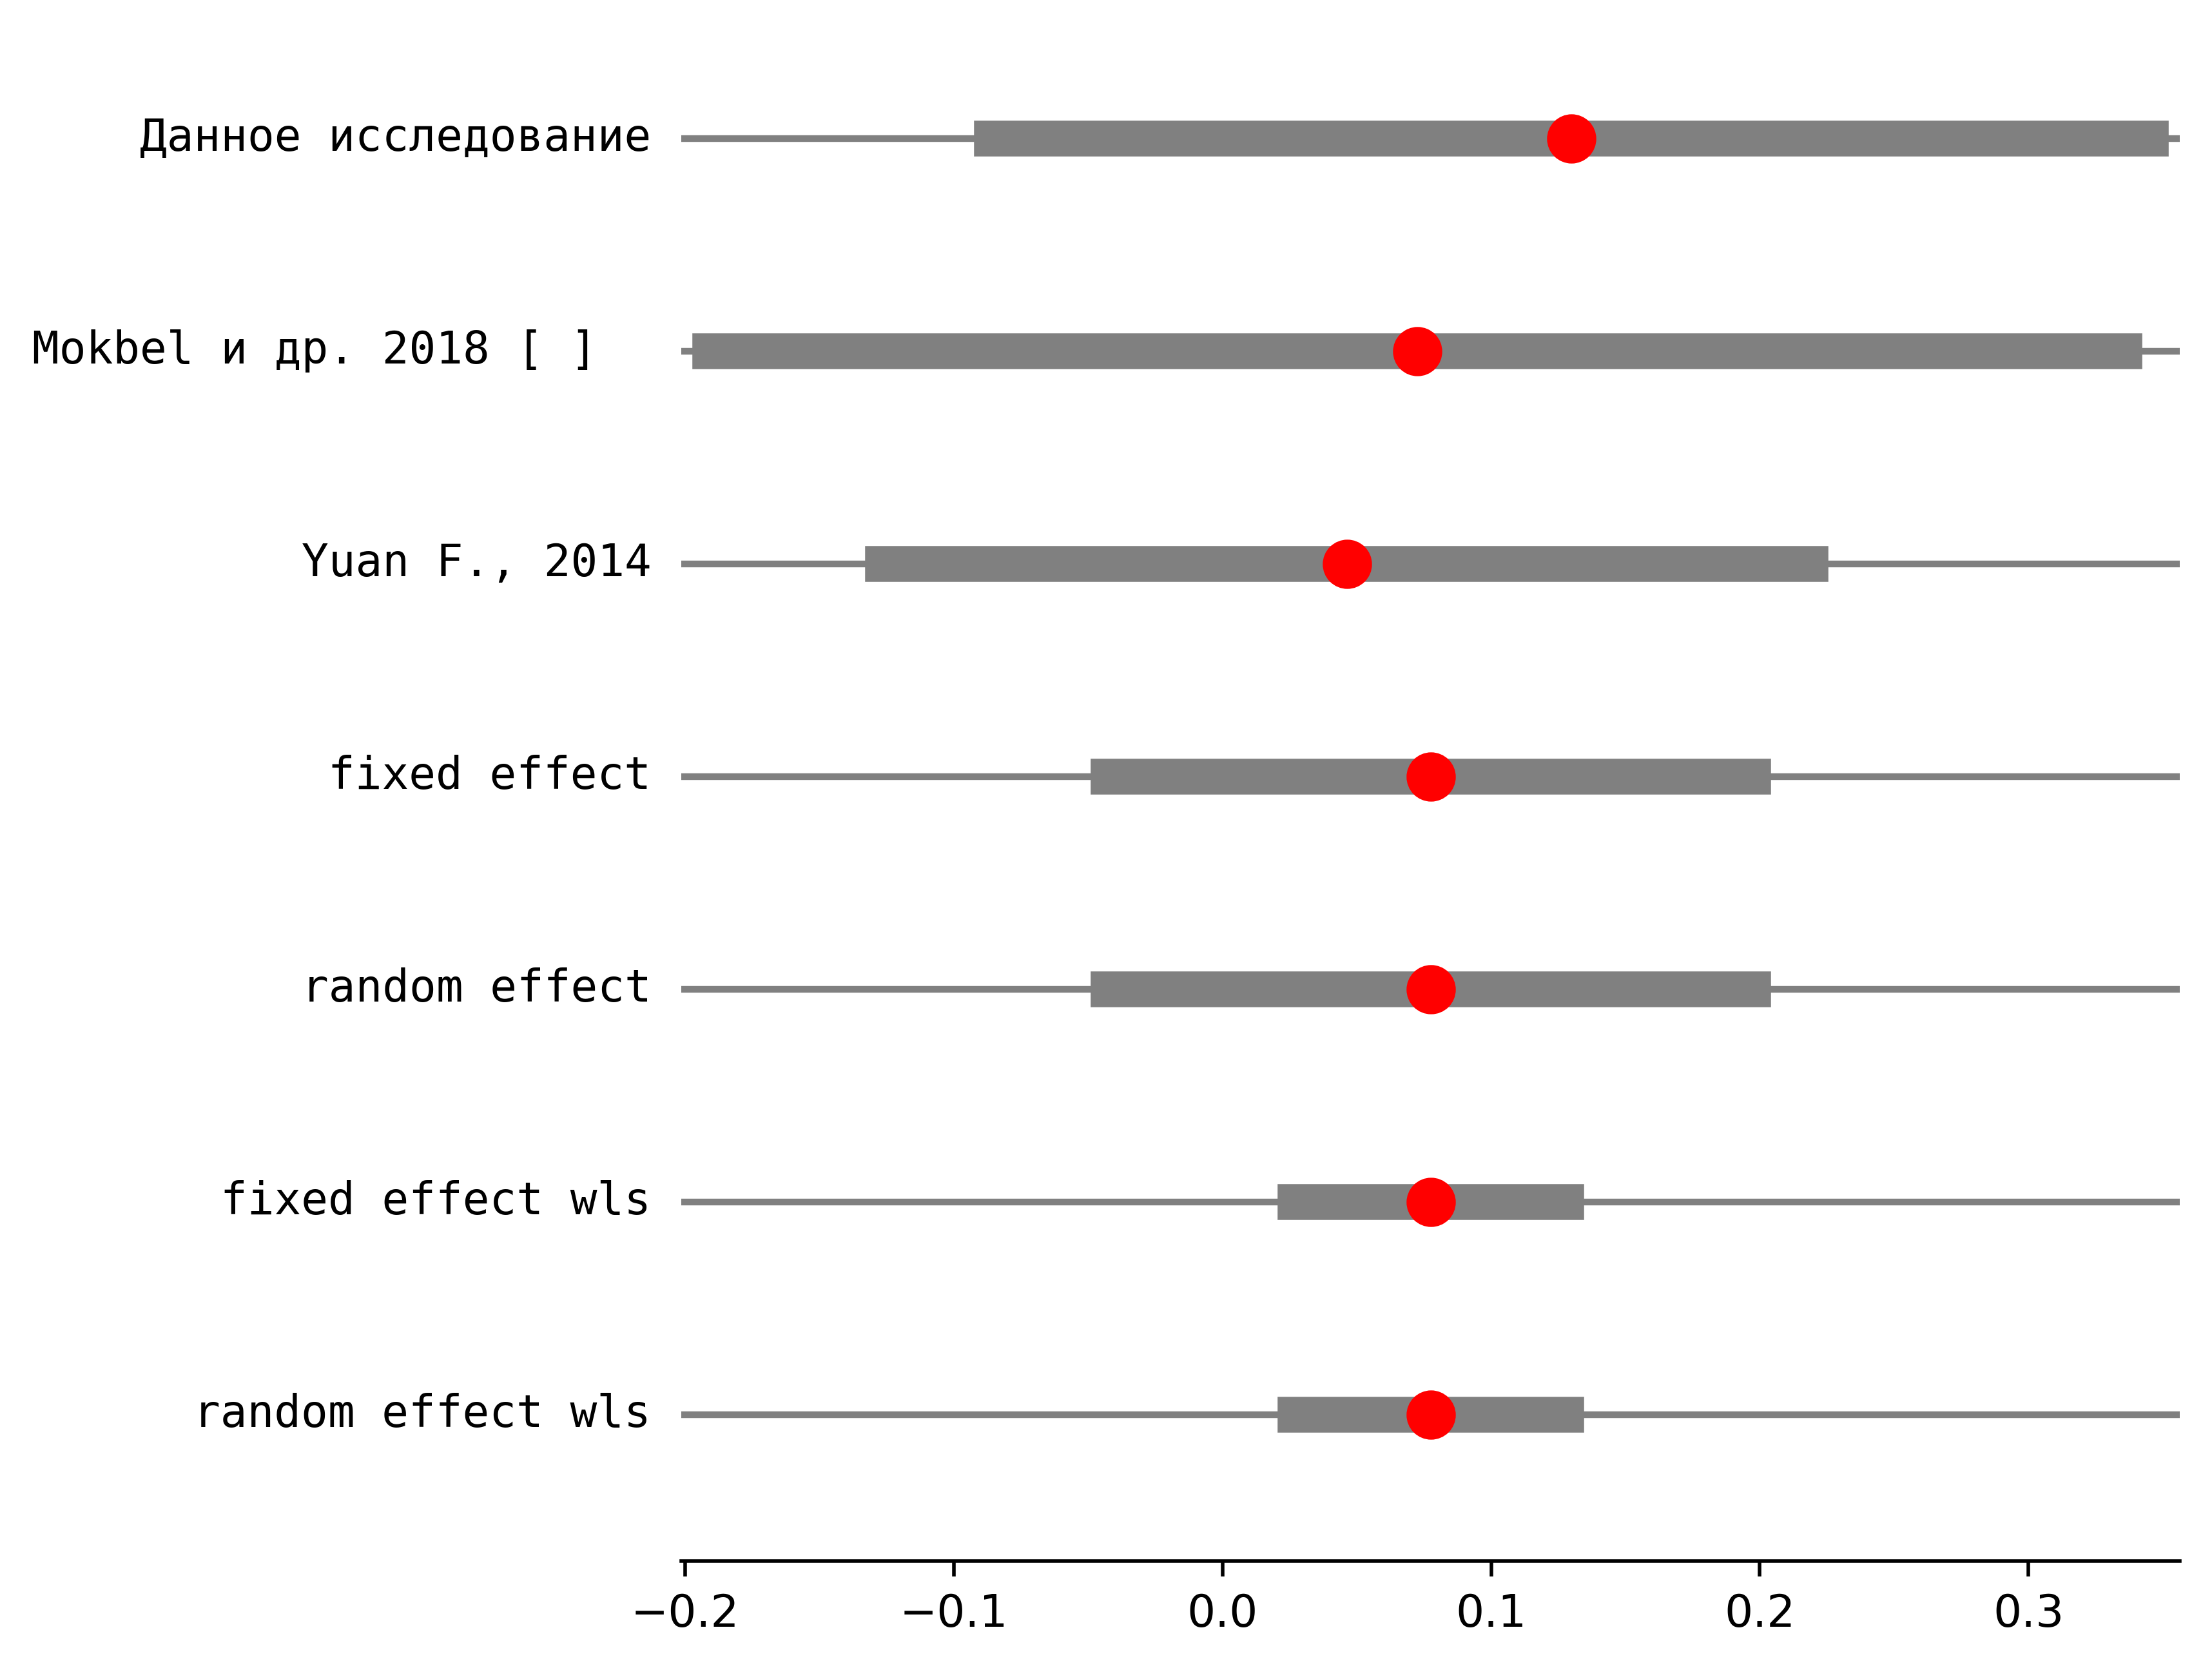 Данное исследование
Mokbel и др. 2018 [ ]
Yuan F., 2014
fixed effect
random effect
fixed effect wls
random effect wls
−0.2 −0.1 0.0 0.1 0.2 0.3